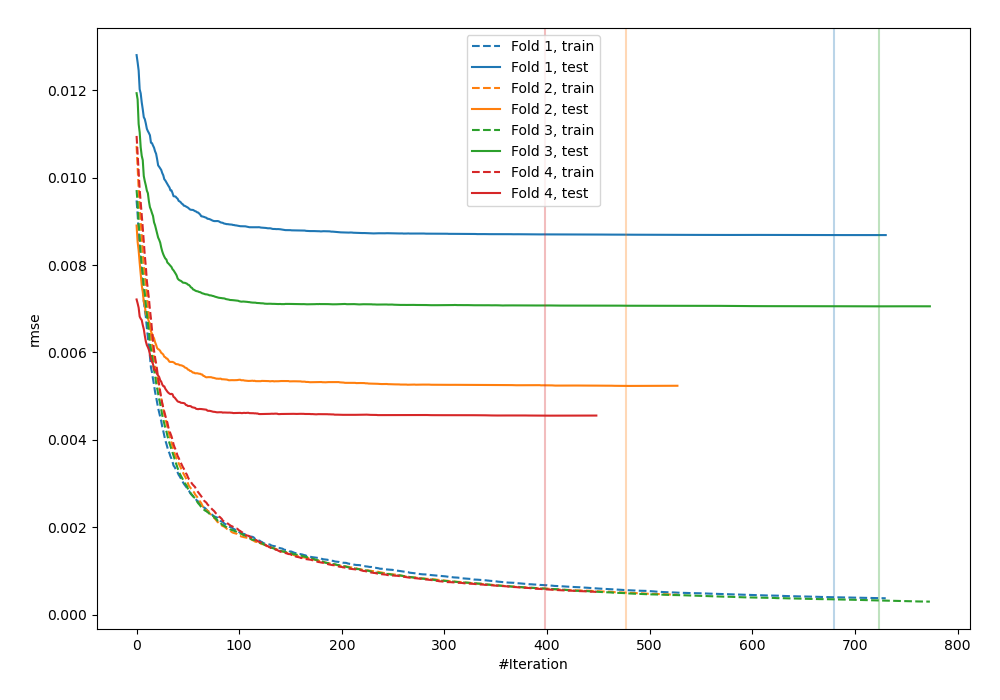 0.012
0.010
0.008
0.006
0.004
0.002
0.000
rmse
Fold 1, train
Fold 1, test
Fold 2, train
Fold 2, test
Fold 3, train
Fold 3, test
Fold 4, train
Fold 4, test
0 100 200 300 400 500 600 700 800
#Iteration